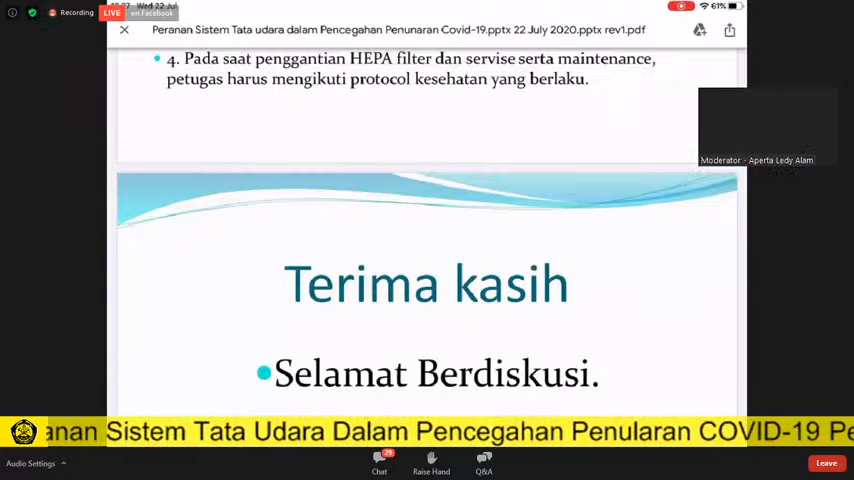 Wed 22 Jul
61%
Recording LIVE on Facebook
Peranan Sistem Tata udara dalam Pencegahan Penunaran Covid-19.pptx 22 July 2020.pptx rev1.pdf
4. Pada saat penggantian HEPA filter dan servise serta maintenance,
petugas harus mengikuti protocol kesehatan yang berlaku.
Moderator - Aperta Ledy Alam
Terima kasih
Selamat Berdiskusi.
anan Sistem Tata Udara Dalam Pencegahan Penularan COVID-19 Pe
29
Audio Settings
Chat
Raise Hand
Q&A
Leave